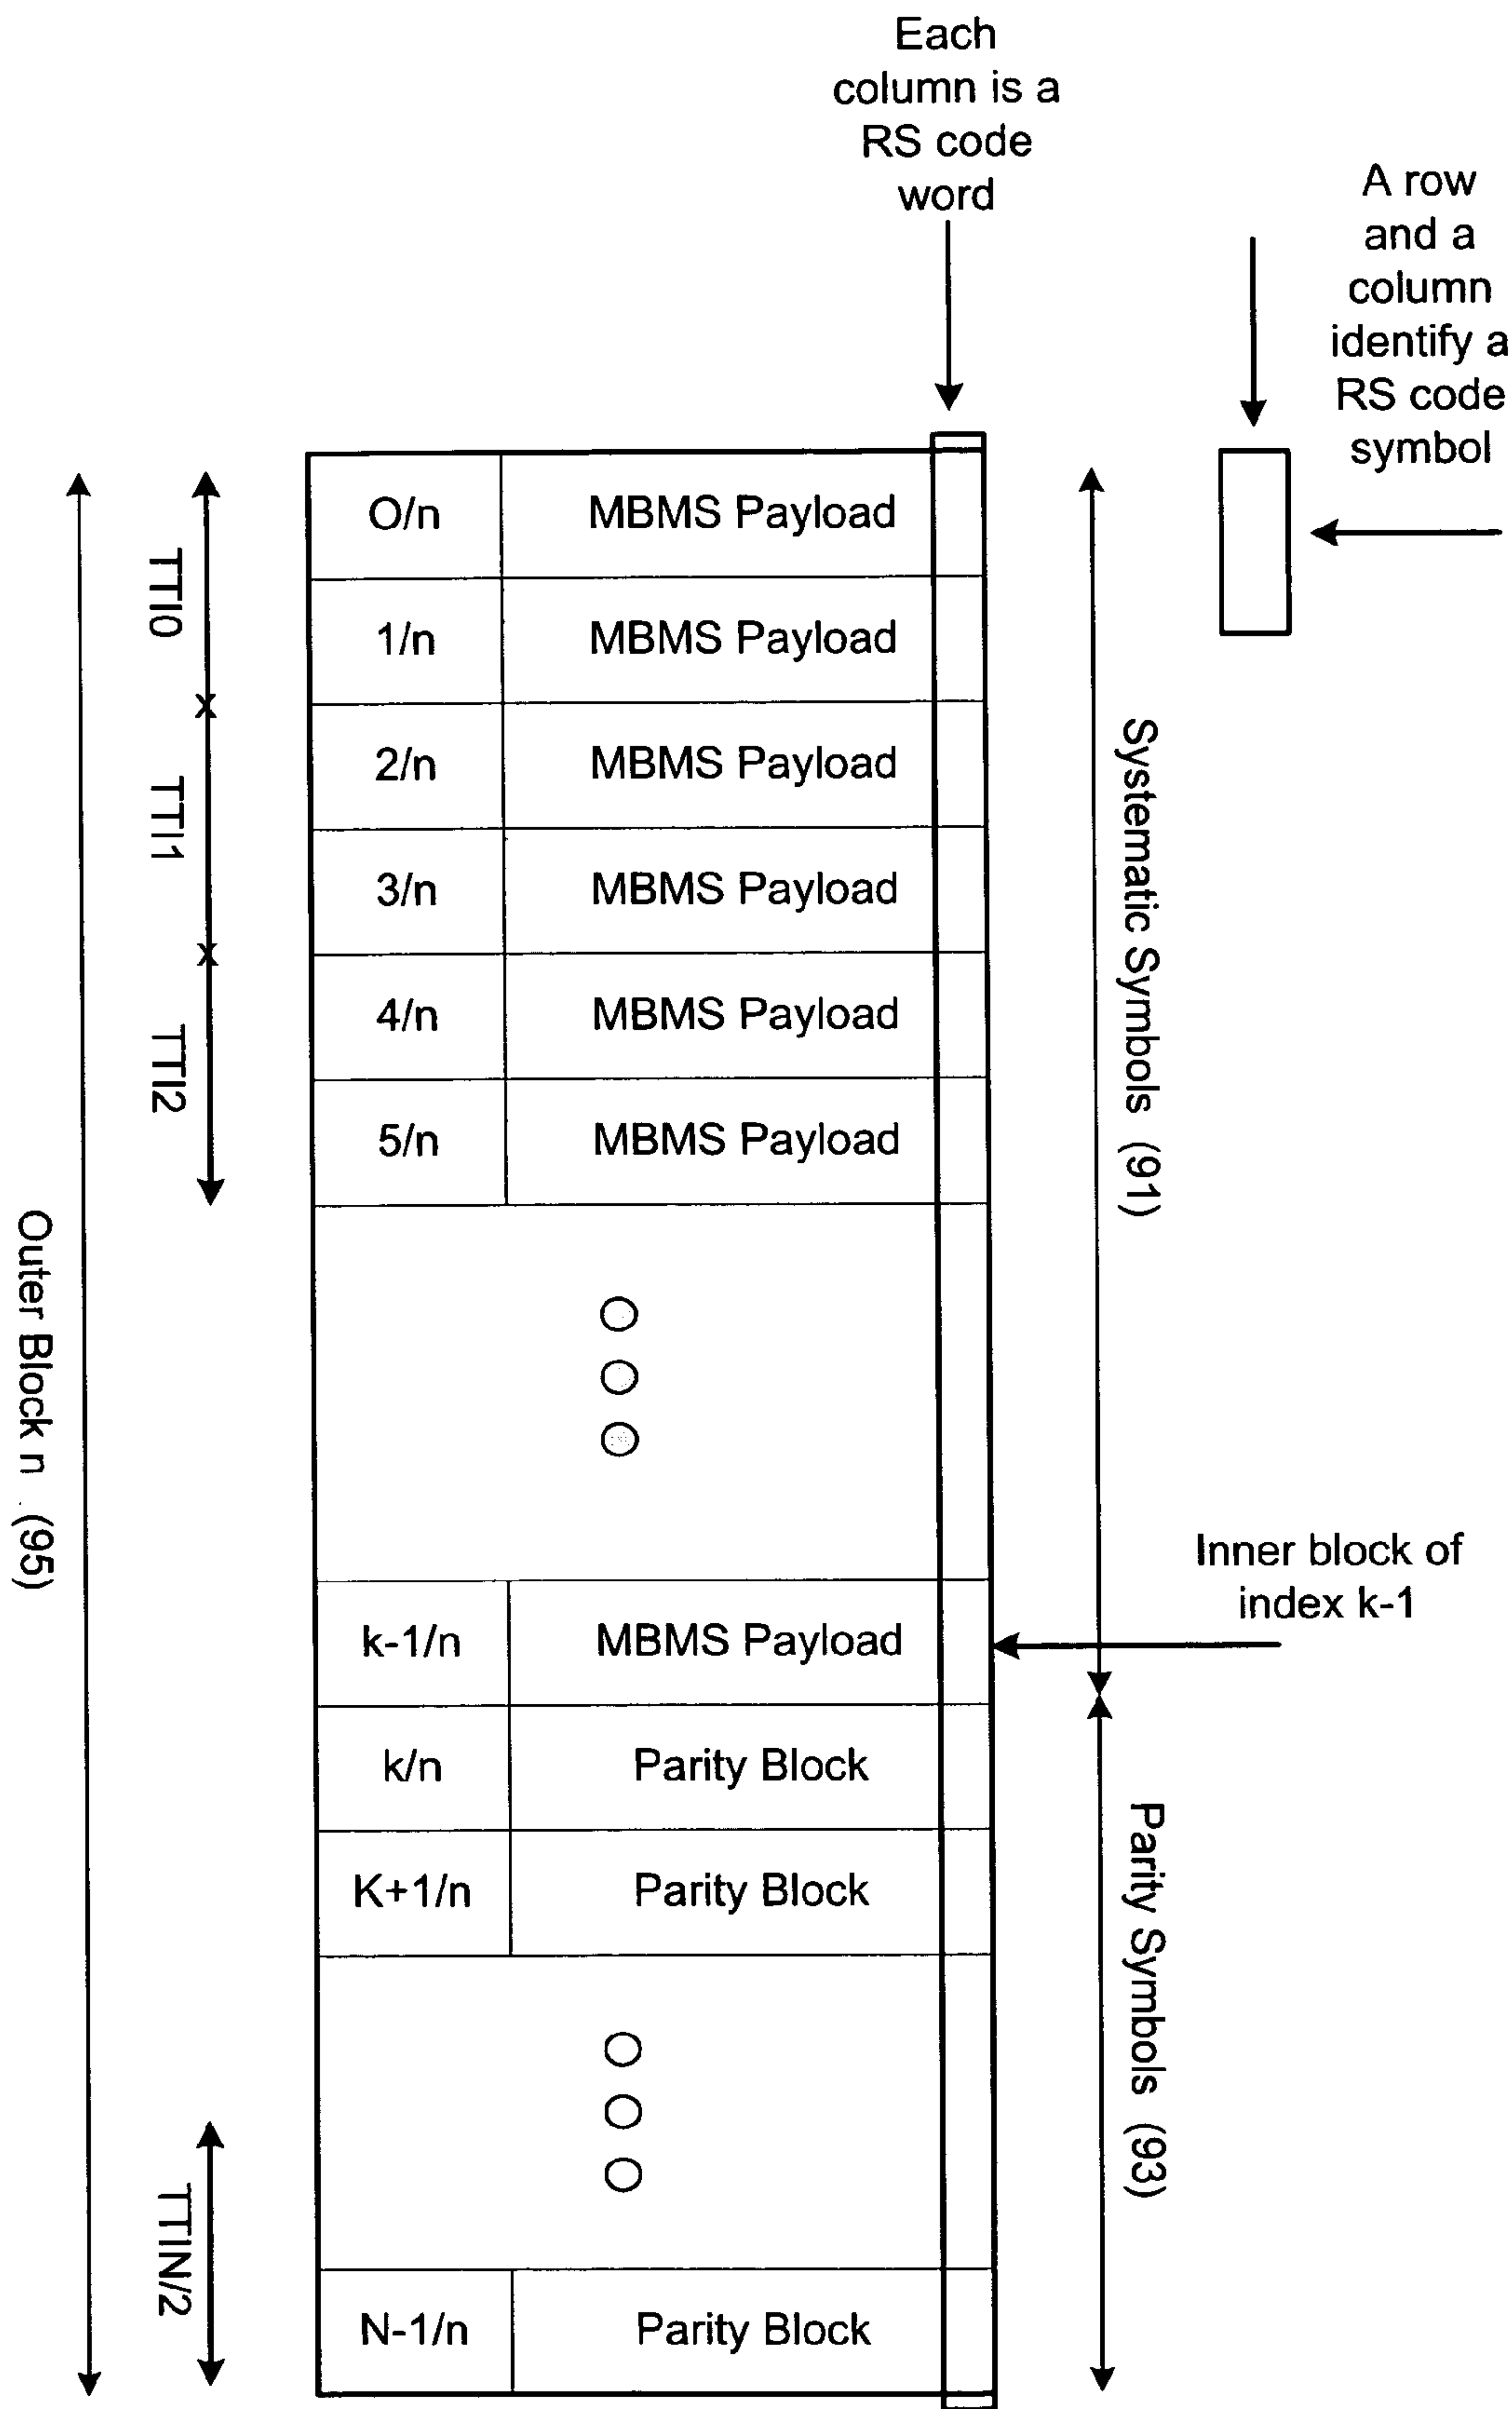 Each
column is a
RS code
word
A row
and a
column
identify a
RS code
symbol
O/n MBMS Payload
1/n MBMS Payload
2/n MBMS Payload
3/n MBMS Payload
4/n MBMS Payload
5/n MBMS Payload
k-1/n MBMS Payload
k/n Parity Block
K+1/n Parity Block
N-1/n Parity Block
TTI0
TTI1
TTI2
TTIN/2
Outer Block n (95)
Systematic Symbols (91)
Inner block of
index k-1
Parity Symbols (93)